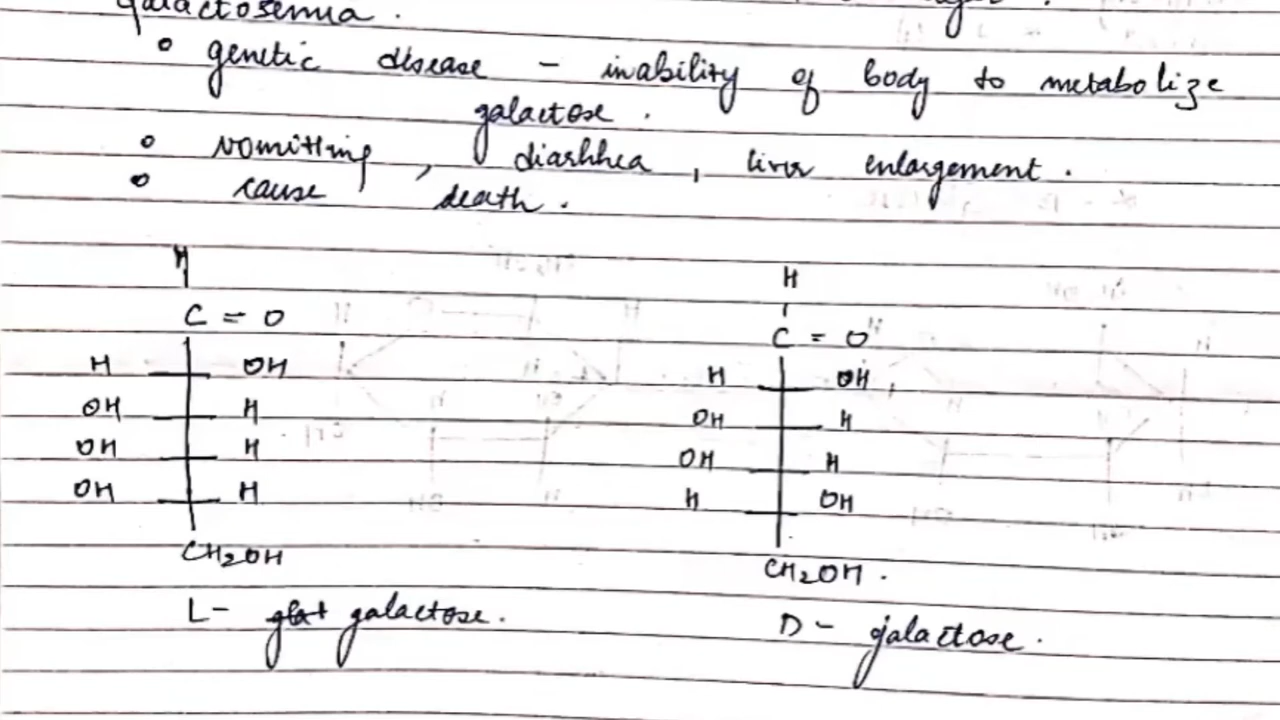 galactosemia.
° genetic disease - inability of body to metabolize
galactose.
° vomitting, diarhhea, liver enlargement.
° cause death.
H
H
C = O
C = O
H OH
H OH
OH H
OH H
OH H
OH H
OH H
H OH
CH2OH
CH2OH.
L- galactose.
D- galactose.